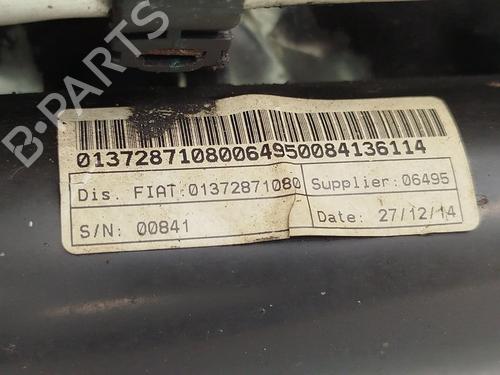 B-PARTS
01372871080064950084136114
Dis. FIAT:01372871080
Supplier:06495
S/N: 00841
Date: 27/12/14